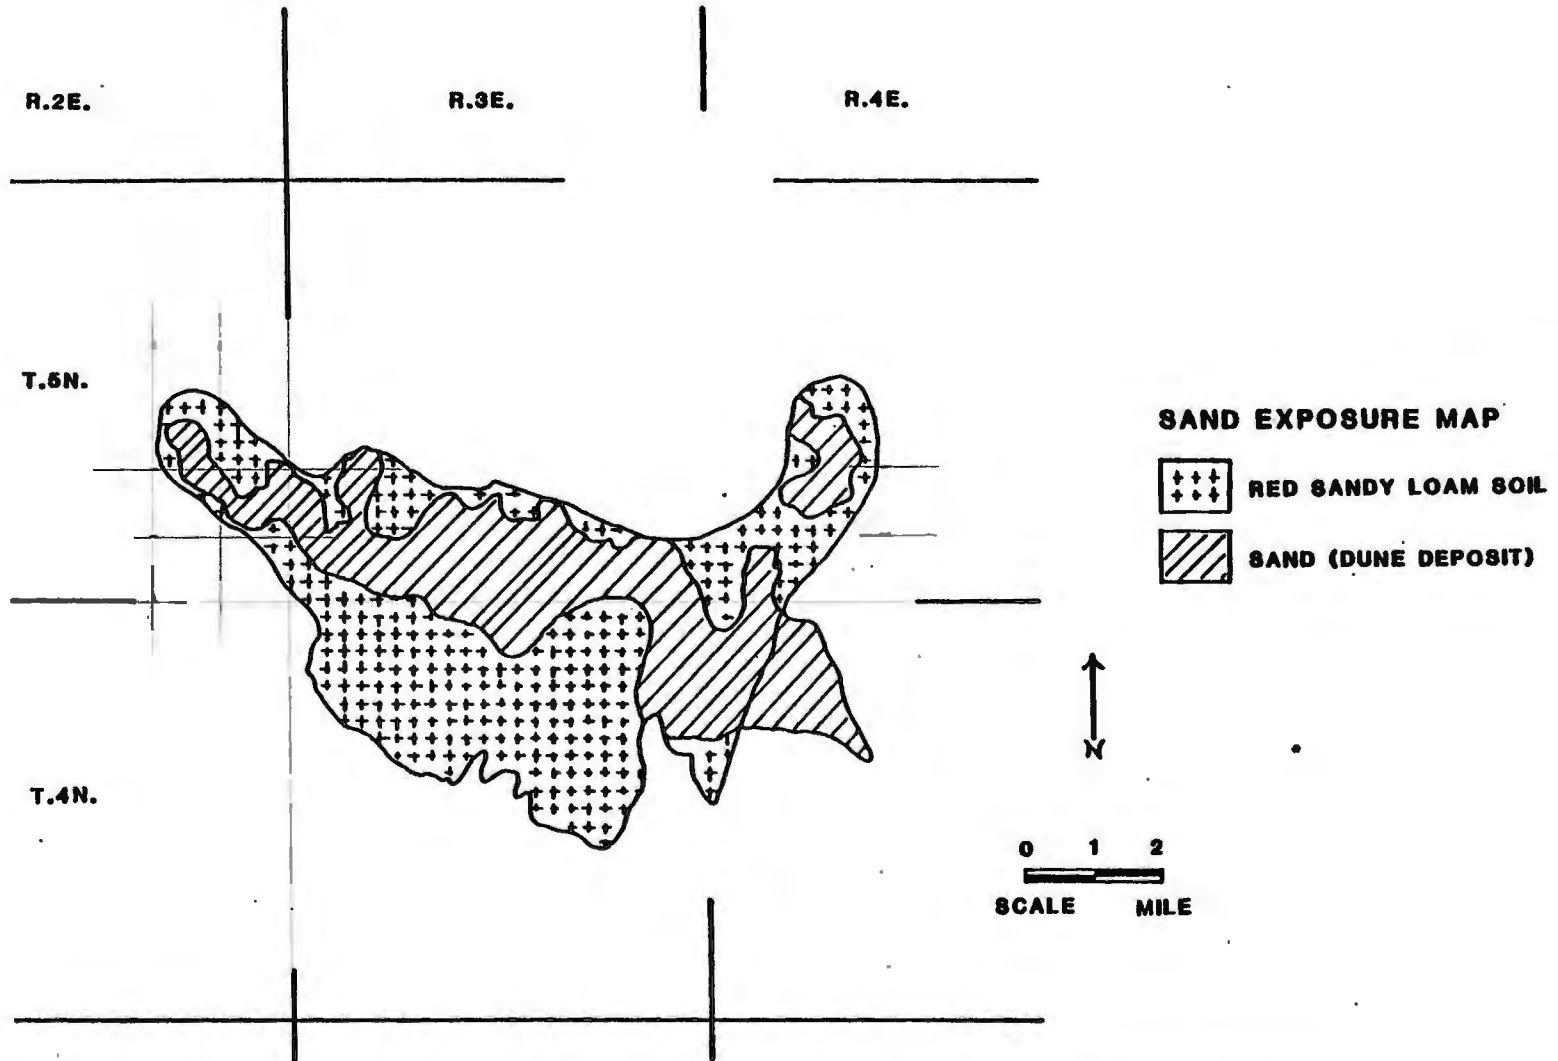 R.2E.
R.3E.
R.4E.
T.5N.
SAND EXPOSURE MAP
RED SANDY LOAM SOIL
SAND (DUNE DEPOSIT)
N
T.4N.
0 1 2
SCALE MILE